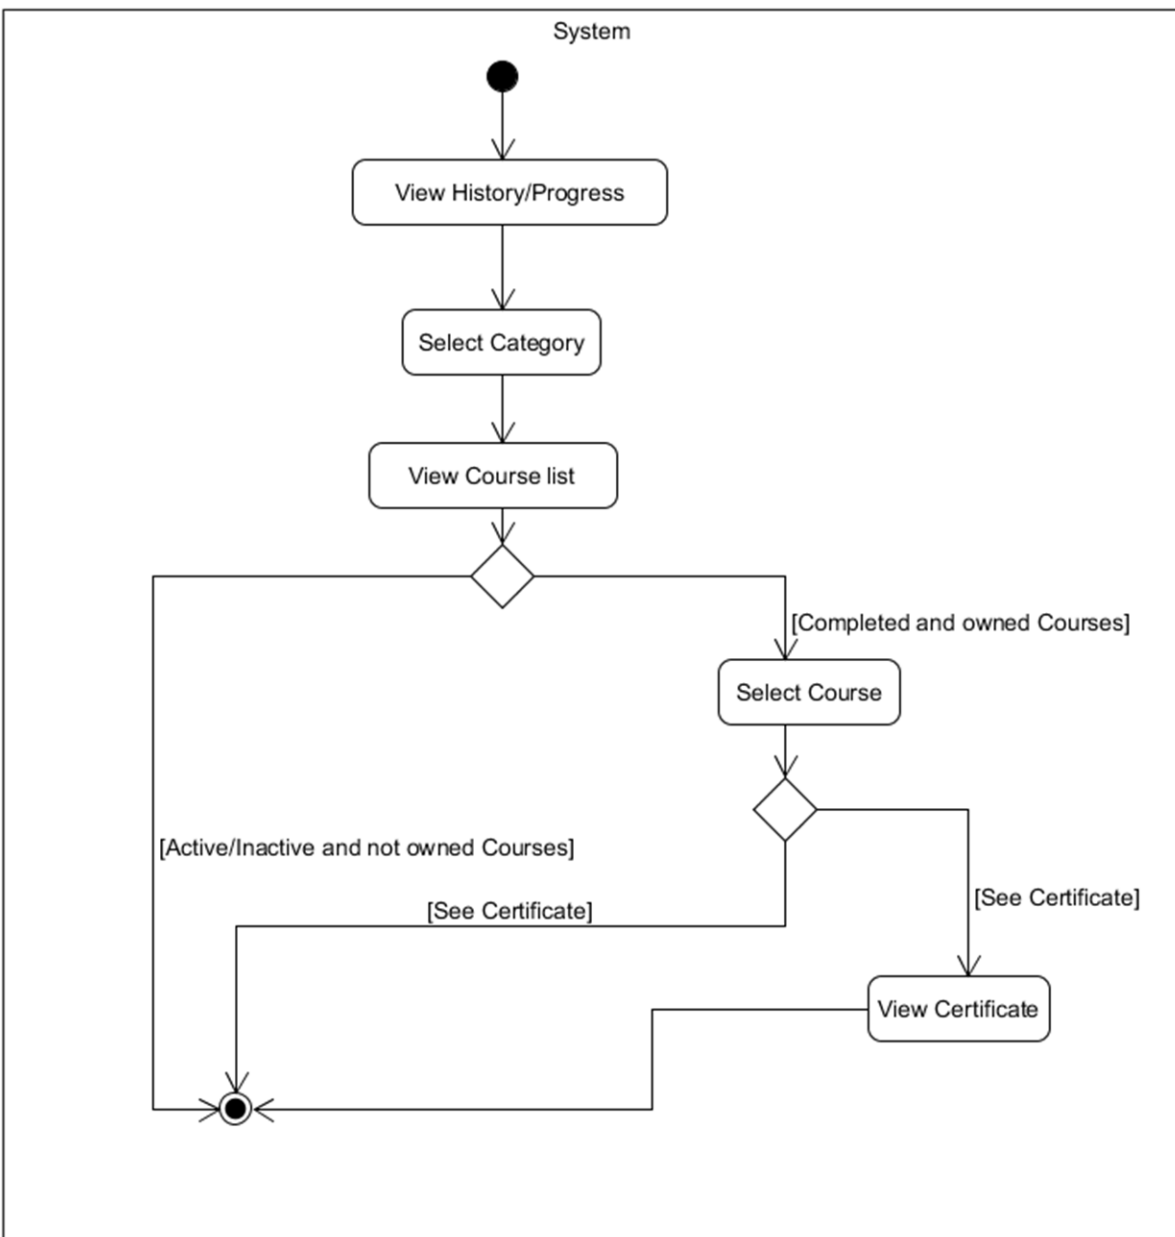 System
View History/Progress
Select Category
View Course list
[Completed and owned Courses]
Select Course
[Active/Inactive and not owned Courses]
[See Certificate]
[See Certificate]
View Certificate